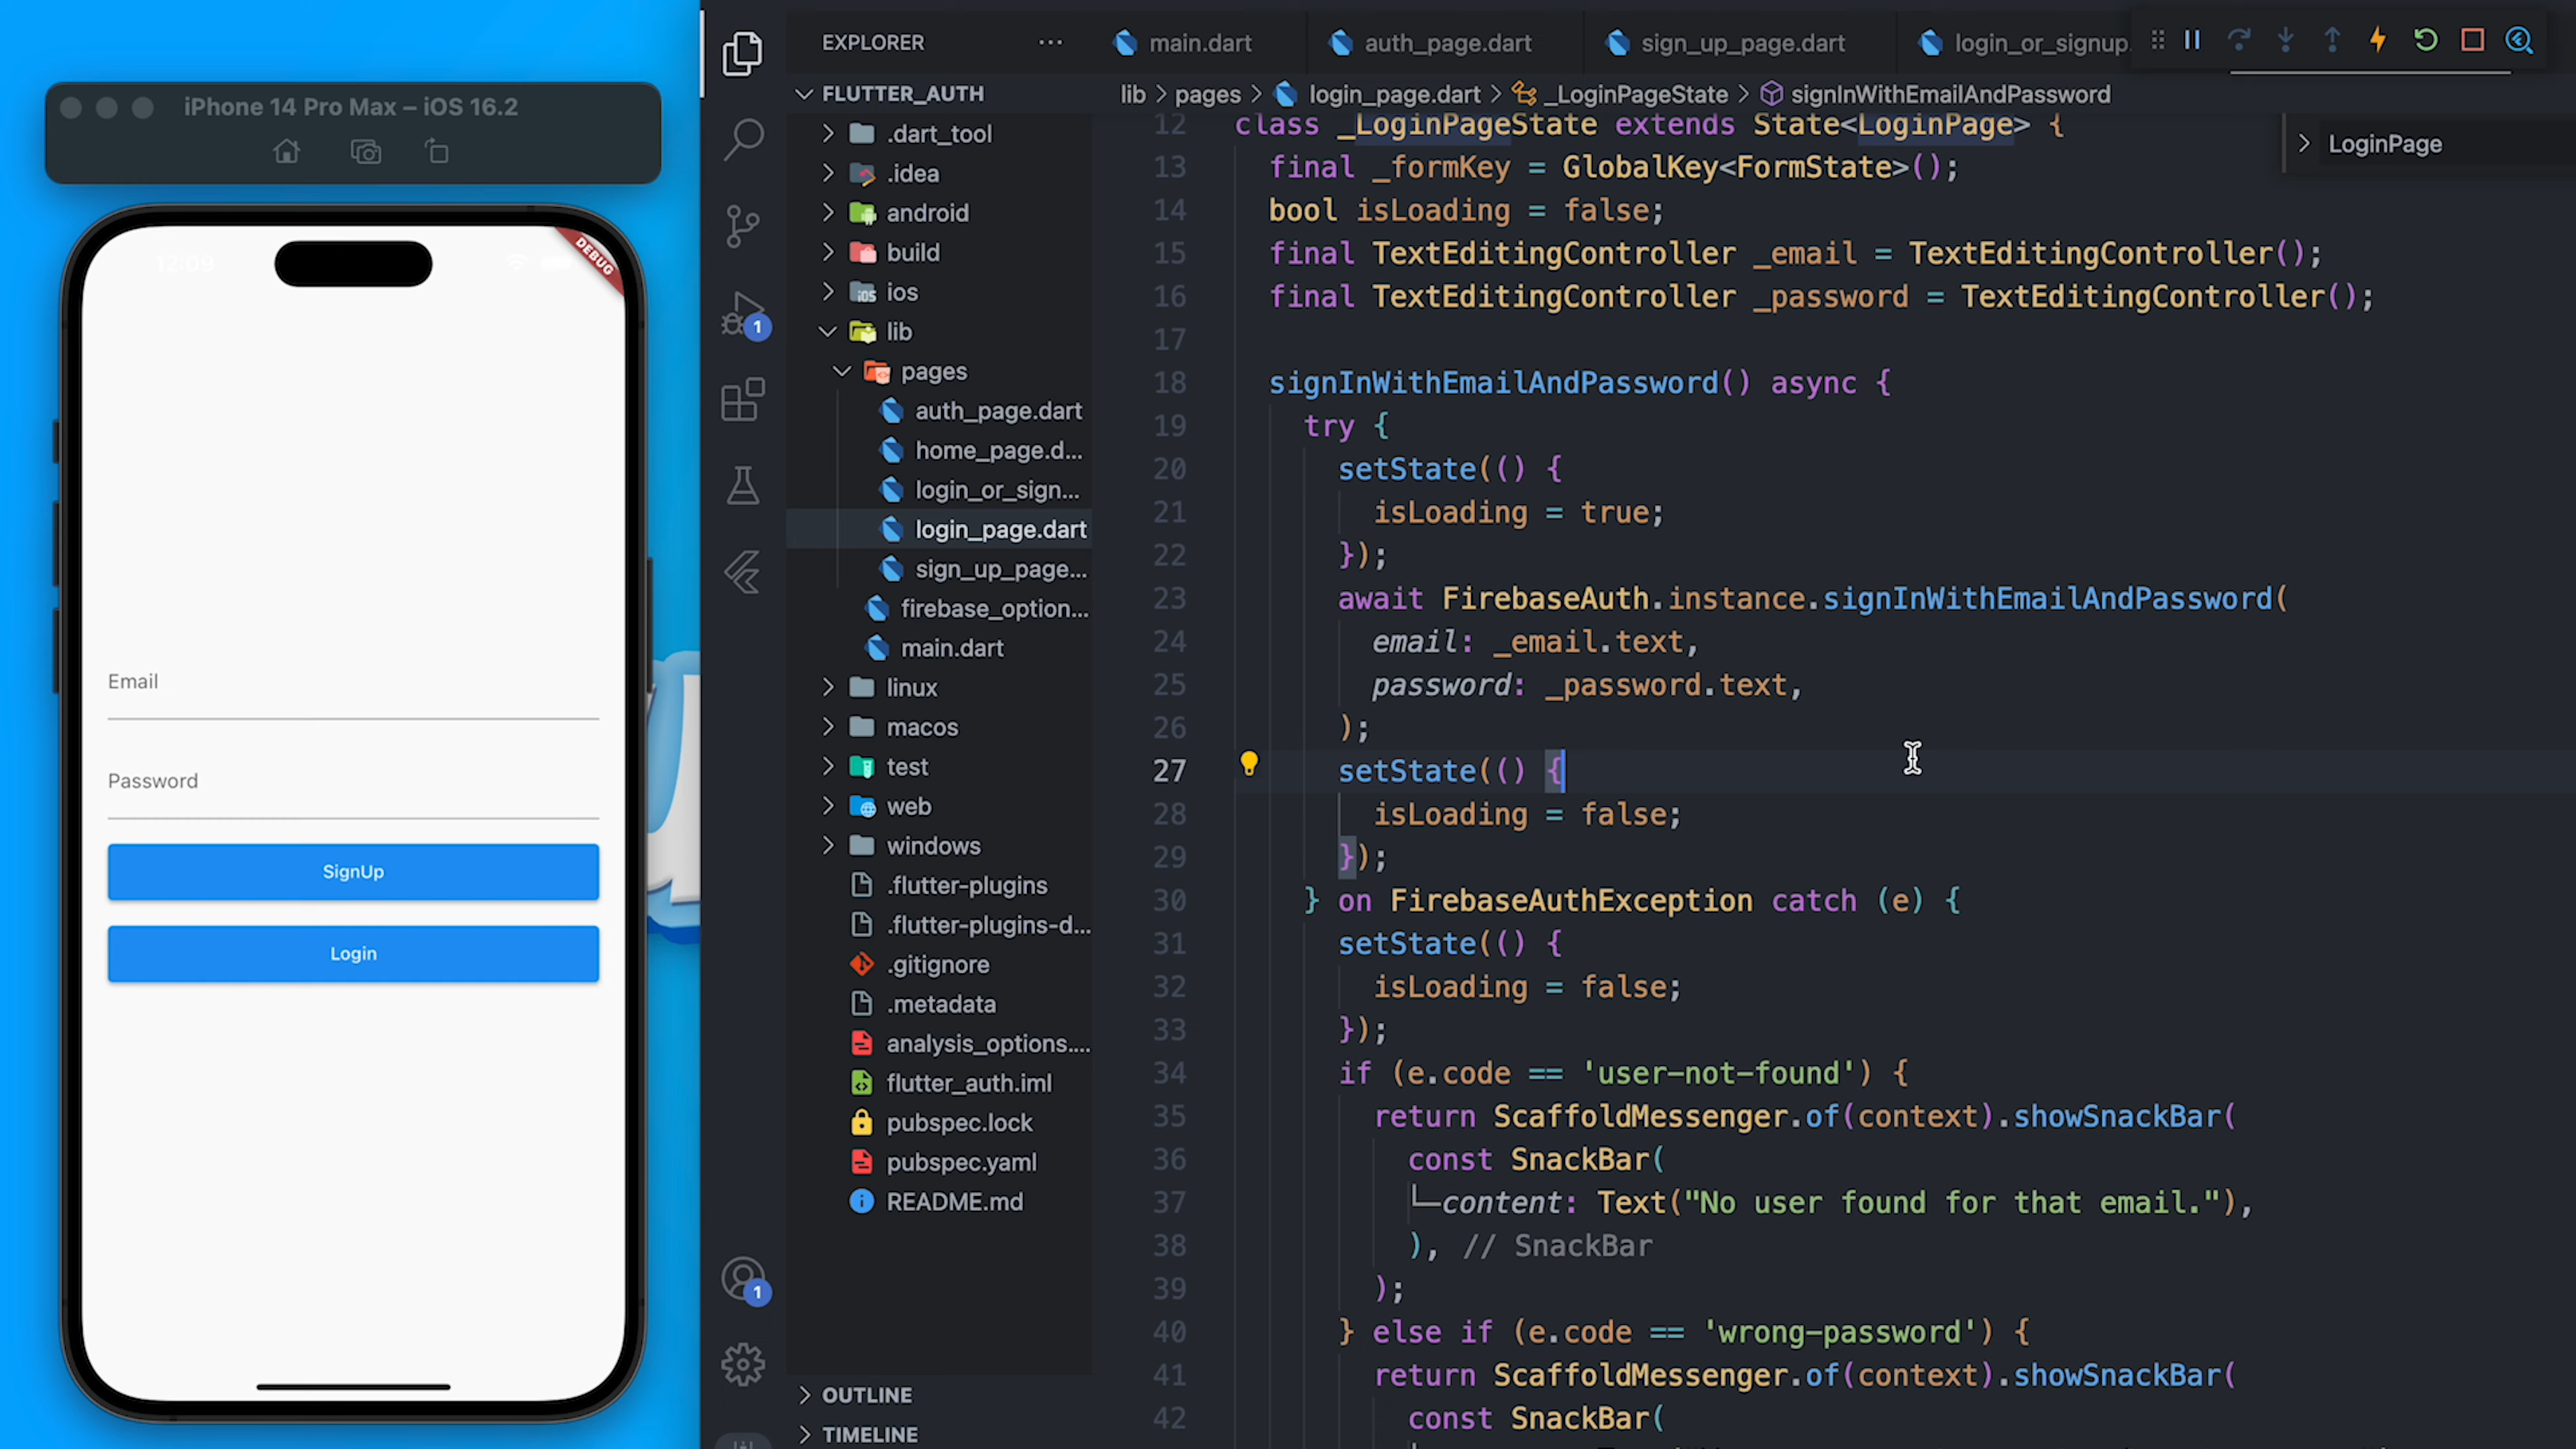 iPhone 14 Pro Max – iOS 16.2
12:09
DEBUG
Email
Password
SignUp
Login
EXPLORER
FLUTTER_AUTH
.dart_tool
.idea
android
build
ios
lib
pages
auth_page.dart
home_page.d...
login_or_sign...
login_page.dart
sign_up_page...
firebase_option...
main.dart
linux
macos
test
web
windows
.flutter-plugins
.flutter-plugins-d...
.gitignore
.metadata
analysis_options....
flutter_auth.iml
pubspec.lock
pubspec.yaml
README.md
OUTLINE
TIMELINE
1
1
main.dart
auth_page.dart
sign_up_page.dart
login_or_signup.
lib > pages > login_page.dart > _LoginPageState > signInWithEmailAndPassword
LoginPage
12 class _LoginPageState extends State<LoginPage> {
13 final _formKey = GlobalKey<FormState>();
14 bool isLoading = false;
15 final TextEditingController _email = TextEditingController();
16 final TextEditingController _password = TextEditingController();
17
18 signInWithEmailAndPassword() async {
19 try {
20 setState(() {
21 isLoading = true;
22 });
23 await FirebaseAuth.instance.signInWithEmailAndPassword(
24 email: _email.text,
25 password: _password.text,
26 );
27 setState(() {
28 isLoading = false;
29 });
30 } on FirebaseAuthException catch (e) {
31 setState(() {
32 isLoading = false;
33 });
34 if (e.code == 'user-not-found') {
35 return ScaffoldMessenger.of(context).showSnackBar(
36 const SnackBar(
37 content: Text("No user found for that email."),
38 ), // SnackBar
39 );
40 } else if (e.code == 'wrong-password') {
41 return ScaffoldMessenger.of(context).showSnackBar(
42 const SnackBar(